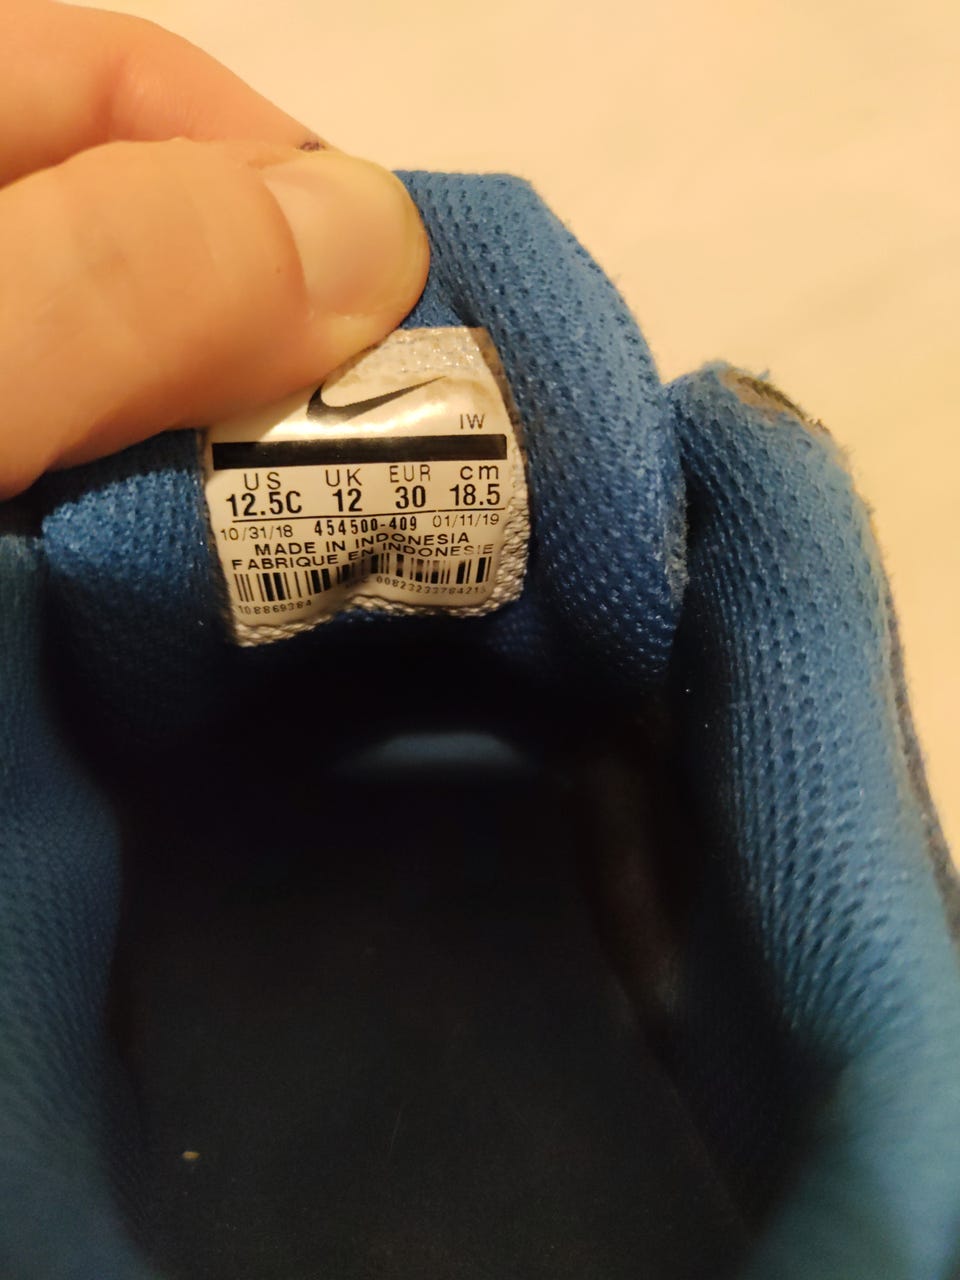 IW
US UK EUR cm
12.5C 12 30 18.5
10/31/18 454500-409 01/11/19
MADE IN INDONESIA
FABRIQUE EN INDONESIE
108869384